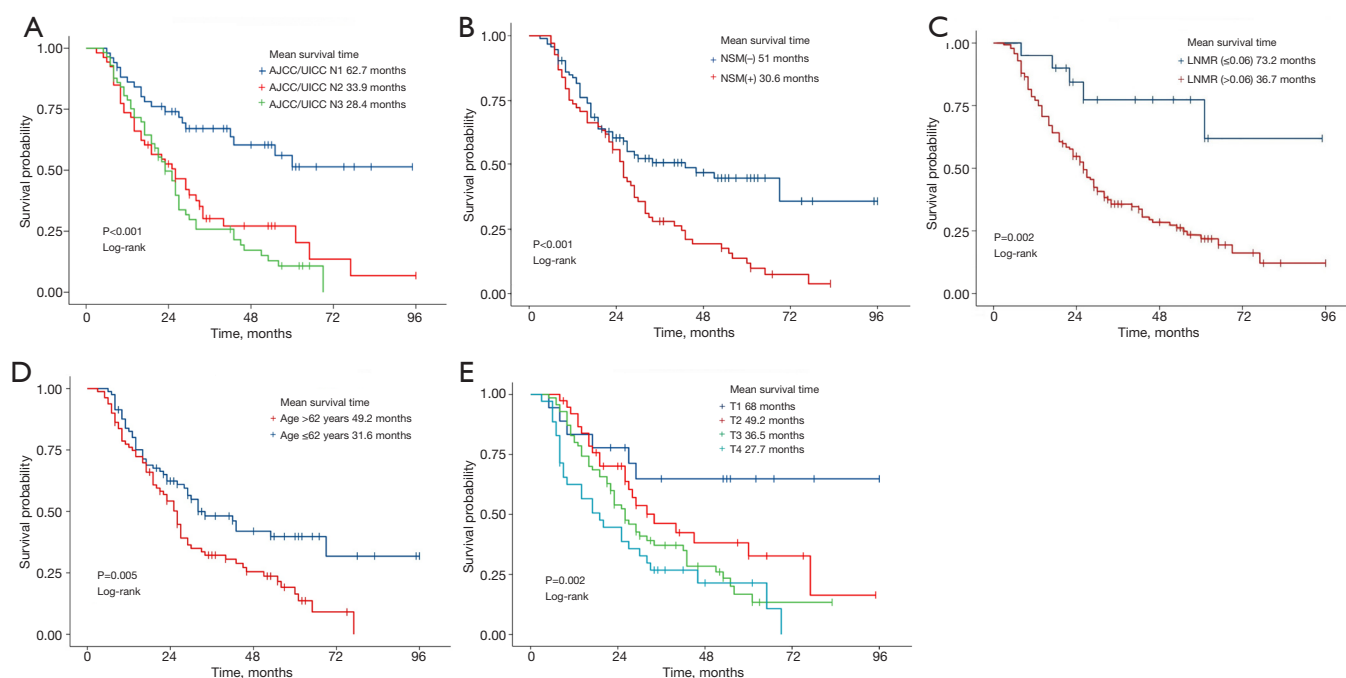 A
Mean survival time
AJCC/UICC N1 62.7 months
AJCC/UICC N2 33.9 months
AJCC/UICC N3 28.4 months
1.00
0.75
0.50
0.25
0.00
Survival probability
P<0.001
Log-rank
0 24 48 72 96
Time, months
B
Mean survival time
NSM(−) 51 months
NSM(+) 30.6 months
1.00
0.75
0.50
0.25
0.00
Survival probability
P<0.001
Log-rank
0 24 48 72 96
Time, months
C
Mean survival time
LNMR (≤0.06) 73.2 months
LNMR (>0.06) 36.7 months
1.00
0.75
0.50
0.25
0.00
Survival probability
P=0.002
Log-rank
0 24 48 72 96
Time, months
D
Mean survival time
Age >62 years 49.2 months
Age ≤62 years 31.6 months
1.00
0.75
0.50
0.25
0.00
Survival probability
P=0.005
Log-rank
0 24 48 72 96
Time, months
E
Mean survival time
T1 68 months
T2 49.2 months
T3 36.5 months
T4 27.7 months
1.00
0.75
0.50
0.25
0.00
Survival probability
P=0.002
Log-rank
0 24 48 72 96
Time, months